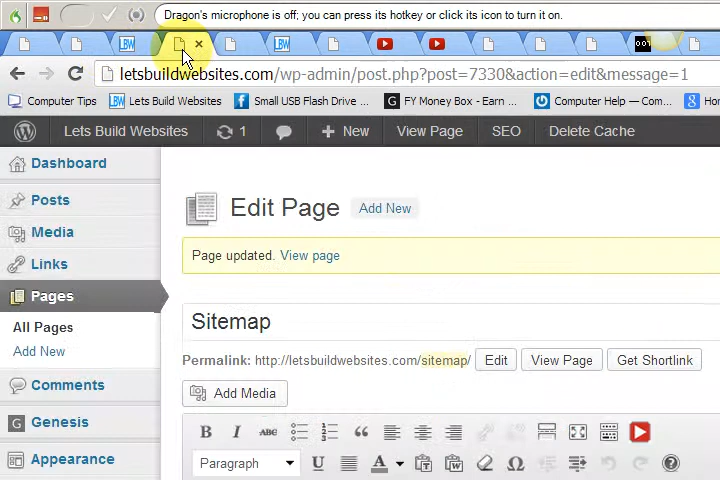 Dragon's microphone is off; you can press its hotkey or click its icon to turn it on.
LBW LBW
letsbuildwebsites.com/wp-admin/post.php?post=7330&action=edit&message=1
Computer Tips Lets Build Websites Small USB Flash Drive ... FY Money Box - Earn ... Computer Help — Com... Hom
Lets Build Websites 1 New View Page SEO Delete Cache
Dashboard
Posts
Media
Links
Pages
All Pages
Add New
Comments
Genesis
Appearance
Edit Page Add New
Page updated. View page
Sitemap
Permalink: http://letsbuildwebsites.com/sitemap/ Edit View Page Get Shortlink
Add Media
B I ABC
Paragraph U A